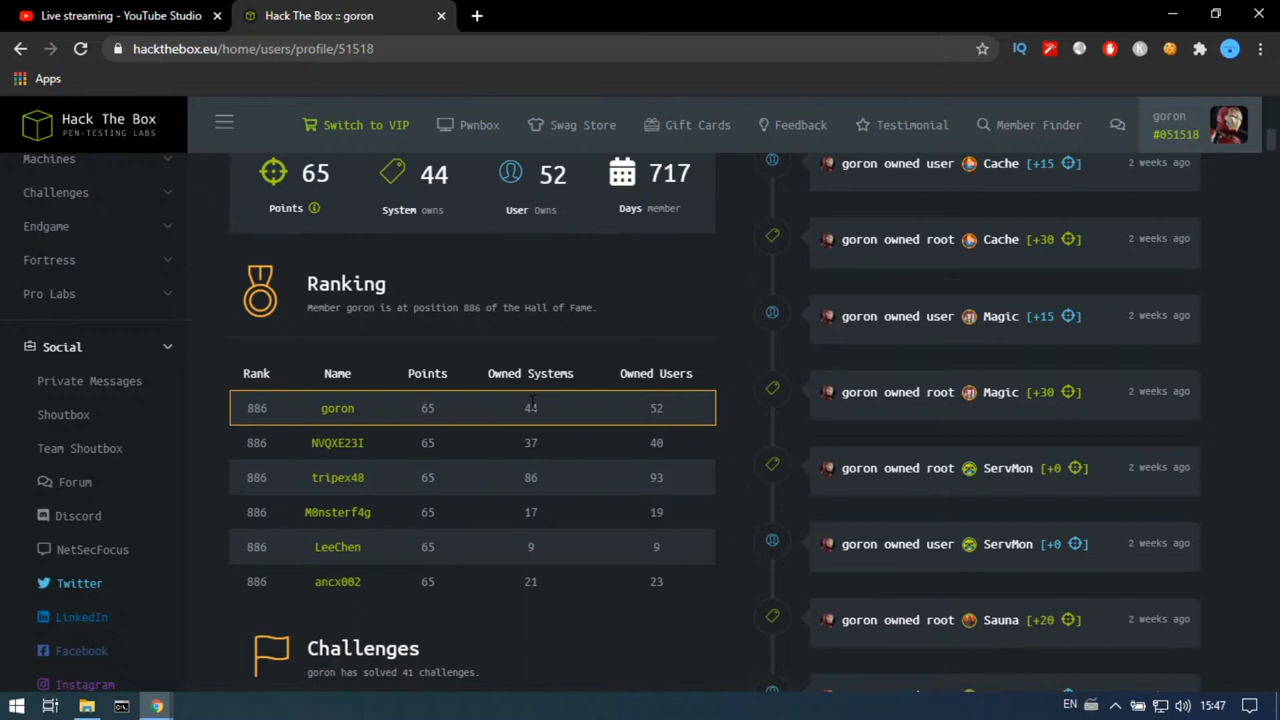 Live streaming - YouTube Studio
Hack The Box :: goron
hackthebox.eu/home/users/profile/51518
Apps
Hack The Box
PEN-TESTING LABS
Switch to VIP
Pwnbox
Swag Store
Gift Cards
Feedback
Testimonial
Member Finder
goron
#051518
Machines
Challenges
Endgame
Fortress
Pro Labs
Social
Private Messages
Shoutbox
Team Shoutbox
Forum
Discord
NetSecFocus
Twitter
LinkedIn
Facebook
Instagram
65
Points
44
System owns
52
User Owns
717
Days member
Ranking
Member goron is at position 886 of the Hall of Fame.
Rank Name Points Owned Systems Owned Users
886 goron 65 44 52
886 NVQXE23I 65 37 40
886 tripex48 65 86 93
886 M0nsterf4g 65 17 19
886 LeeChen 65 9 9
886 ancx002 65 21 23
Challenges
goron has solved 41 challenges.
goron owned user Cache [+15 ] 2 weeks ago
goron owned root Cache [+30 ] 2 weeks ago
goron owned user Magic [+15 ] 2 weeks ago
goron owned root Magic [+30 ] 2 weeks ago
goron owned root ServMon [+0 ] 2 weeks ago
goron owned user ServMon [+0 ] 2 weeks ago
goron owned root Sauna [+20 ] 2 weeks ago
EN
15:47